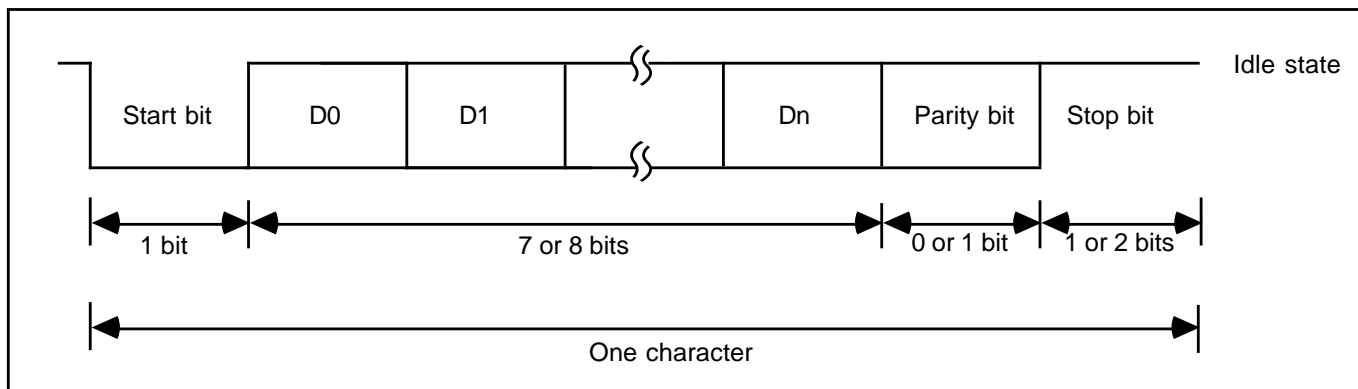 Idle state
Start bit D0 D1 Dn Parity bit Stop bit
1 bit 7 or 8 bits 0 or 1 bit 1 or 2 bits
One character